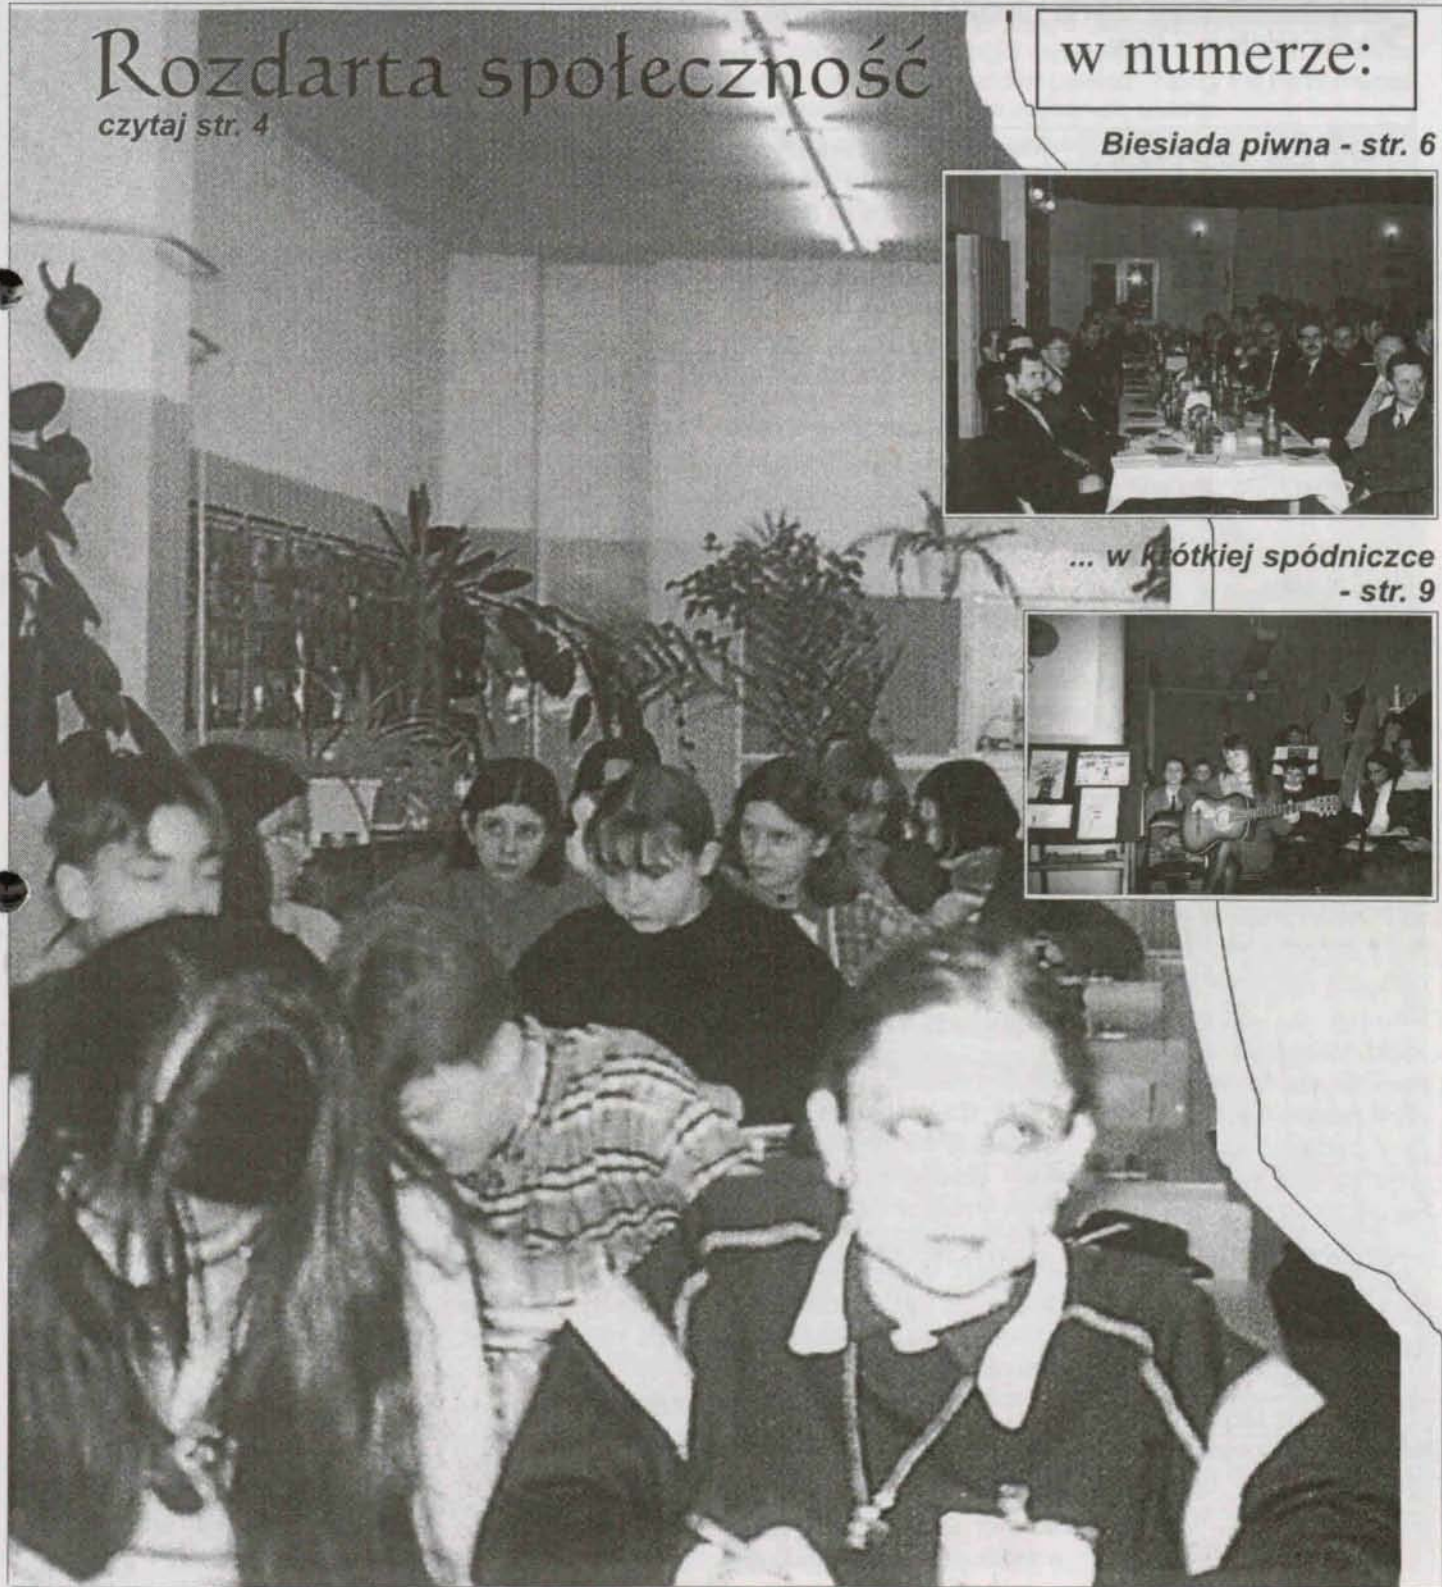 Rozdarta społeczność
czytaj str. 4
w numerze:
Biesiada piwna - str. 6
... w krótkiej spódniczce
- str. 9